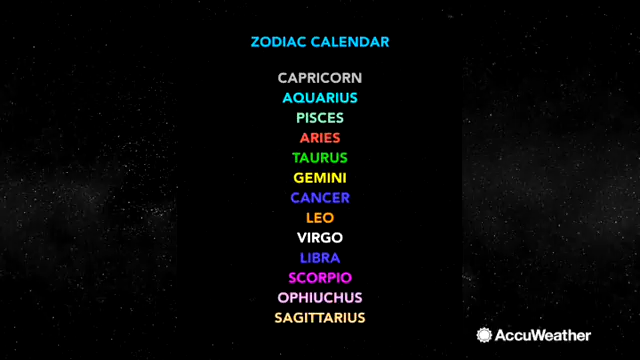 ZODIAC CALENDAR
CAPRICORN
AQUARIUS
PISCES
ARIES
TAURUS
GEMINI
CANCER
LEO
VIRGO
LIBRA
SCORPIO
OPHIUCHUS
SAGITTARIUS
AccuWeather